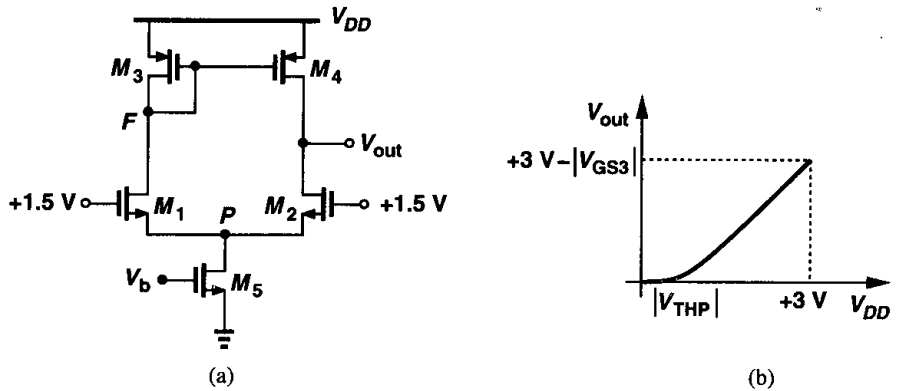 V_DD
M_3
M_4
F
V_out
+1.5 V
M_1
P
M_2
+1.5 V
V_b
M_5
(a)
V_out
+3 V–|V_GS3|
|V_THP|
+3 V
V_DD
(b)